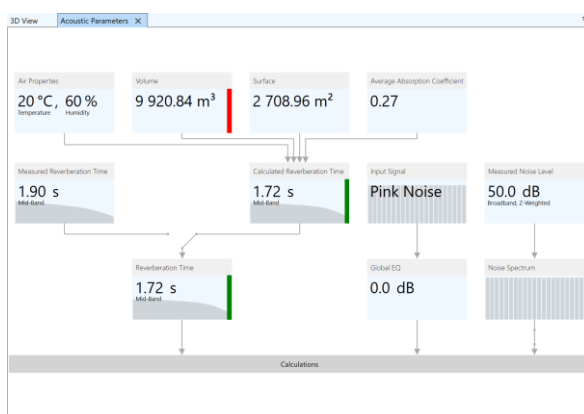 3D View
Acoustic Parameters
Air Properties
20 °C, 60 %
Temperature Humidity
Volume
9 920.84 m³
Surface
2 708.96 m²
Average Absorption Coefficient
0.27
Measured Reverberation Time
1.90 s
Mid-Band
Calculated Reverberation Time
1.72 s
Mid-Band
Input Signal
Pink Noise
Measured Noise Level
50.0 dB
Broadband, Z-Weighted
Reverberation Time
1.72 s
Mid-Band
Global EQ
0.0 dB
Noise Spectrum
Calculations